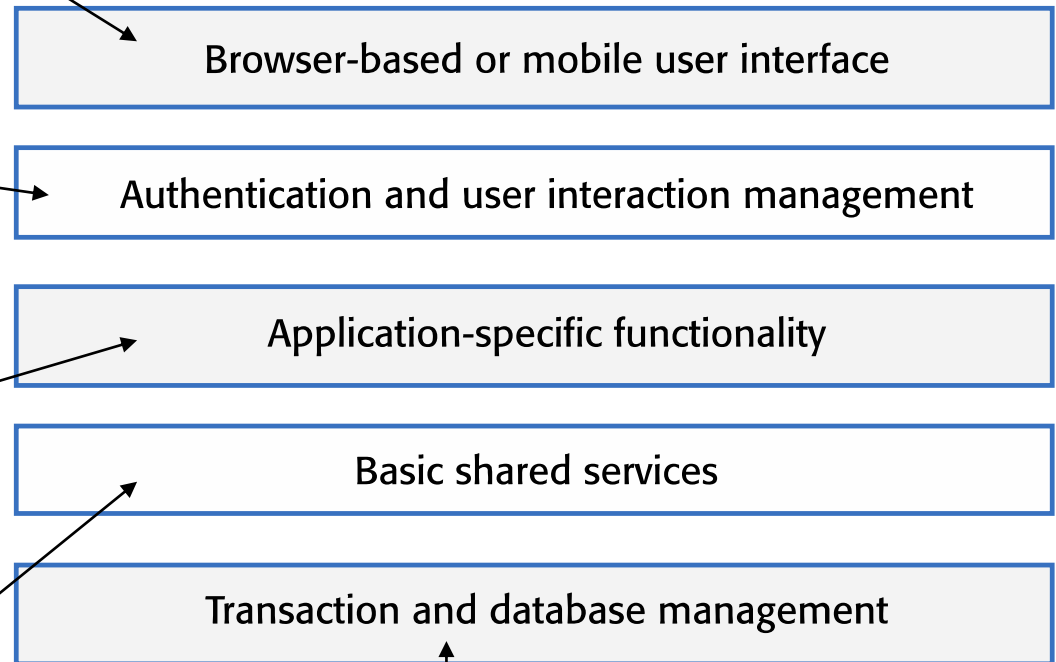 Browser-based or mobile user interface
Authentication and user interaction management
Application-specific functionality
Basic shared services
Transaction and database management